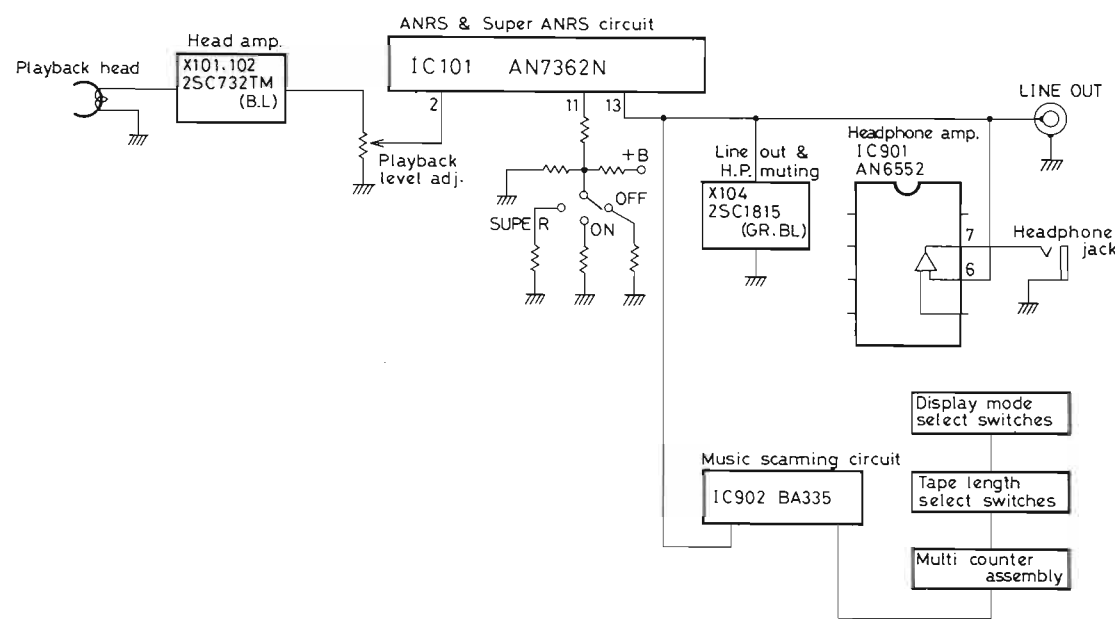 ANRS & Super ANRS circuit
Head amp.
Playback head
X101.102
2SC732TM
(B.L)
IC101 AN7362N
2
11
13
LINE OUT
Playback
level adj.
+B
OFF
SUPER
ON
Line out &
H.P. muting
X104
2SC1815
(GR.BL)
Headphone amp.
IC901
AN6552
7
6
Headphone
jack
Display mode
select switches
Music scanning circuit
IC902 BA335
Tape length
select switches
Multi counter
assembly